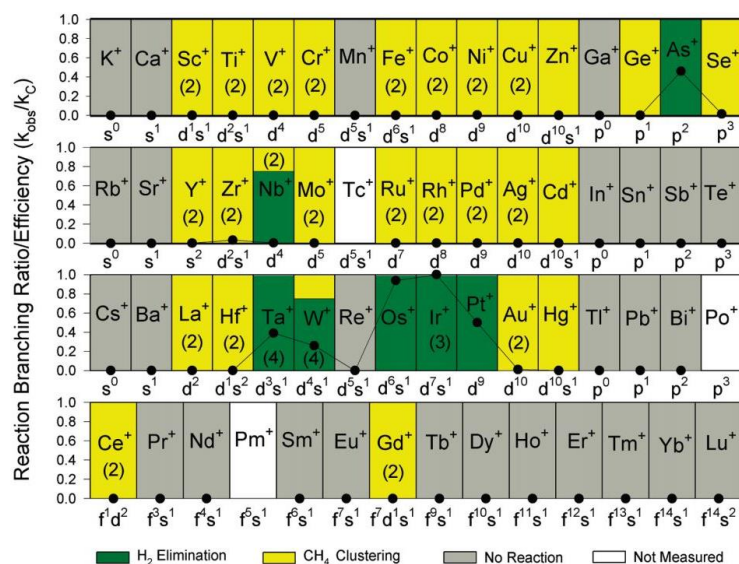 Reaction Branching Ratio/Efficiency (k_obs/k_C)
1.0
0.8
0.6
0.4
0.2
0.0
K⁺ Ca⁺ Sc⁺ Ti⁺ V⁺ Cr⁺ Mn⁺ Fe⁺ Co⁺ Ni⁺ Cu⁺ Zn⁺ Ga⁺ Ge⁺ As⁺ Se⁺
(2) (2) (2) (2) (2) (2) (2) (2)
s⁰ s¹ d¹s¹ d²s¹ d⁴ d⁵ d⁵s¹ d⁶s¹ d⁸ d⁹ d¹⁰ d¹⁰s¹ p⁰ p¹ p² p³
1.0
0.8
0.6
0.4
0.2
0.0
(2)
Rb⁺ Sr⁺ Y⁺ Zr⁺ Nb⁺ Mo⁺ Tc⁺ Ru⁺ Rh⁺ Pd⁺ Ag⁺ Cd⁺ In⁺ Sn⁺ Sb⁺ Te⁺
(2) (2) (2) (2) (2) (2) (2)
s⁰ s¹ s² d²s¹ d⁴ d⁵ d⁵s¹ d⁷ d⁸ d⁹ d¹⁰ d¹⁰s¹ p⁰ p¹ p² p³
1.0
0.8
0.6
0.4
0.2
0.0
Cs⁺ Ba⁺ La⁺ Hf⁺ Ta⁺ W⁺ Re⁺ Os⁺ Ir⁺ Pt⁺ Au⁺ Hg⁺ Tl⁺ Pb⁺ Bi⁺ Po⁺
(2) (2) (4) (4) (3) (2)
s⁰ s¹ d² d¹s² d³s¹ d⁴s¹ d⁵s¹ d⁶s¹ d⁷s¹ d⁹ d¹⁰ d¹⁰s¹ p⁰ p¹ p² p³
1.0
0.8
0.6
0.4
0.2
0.0
Ce⁺ Pr⁺ Nd⁺ Pm⁺ Sm⁺ Eu⁺ Gd⁺ Tb⁺ Dy⁺ Ho⁺ Er⁺ Tm⁺ Yb⁺ Lu⁺
(2) (2)
f¹d² f³s¹ f⁴s¹ f⁵s¹ f⁶s¹ f⁷s¹ f⁷d¹s¹ f⁹s¹ f¹⁰s¹ f¹¹s¹ f¹²s¹ f¹³s¹ f¹⁴s¹ f¹⁴s²
H₂ Elimination CH₄ Clustering No Reaction Not Measured